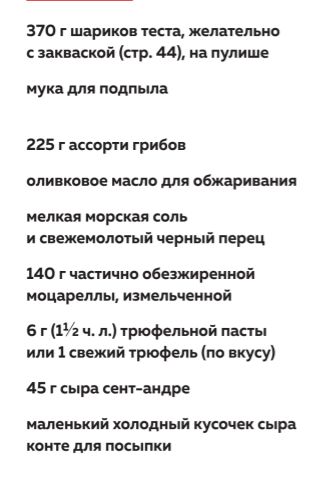 370 г шариков теста, желательно
с закваской (стр. 44), на пулише
мука для подпыла
225 г ассорти грибов
оливковое масло для обжаривания
мелкая морская соль
и свежемолотый черный перец
140 г частично обезжиренной
моцареллы, измельченной
6 г (1½ ч. л.) трюфельной пасты
или 1 свежий трюфель (по вкусу)
45 г сыра сент-андре
маленький холодный кусочек сыра
конте для посыпки